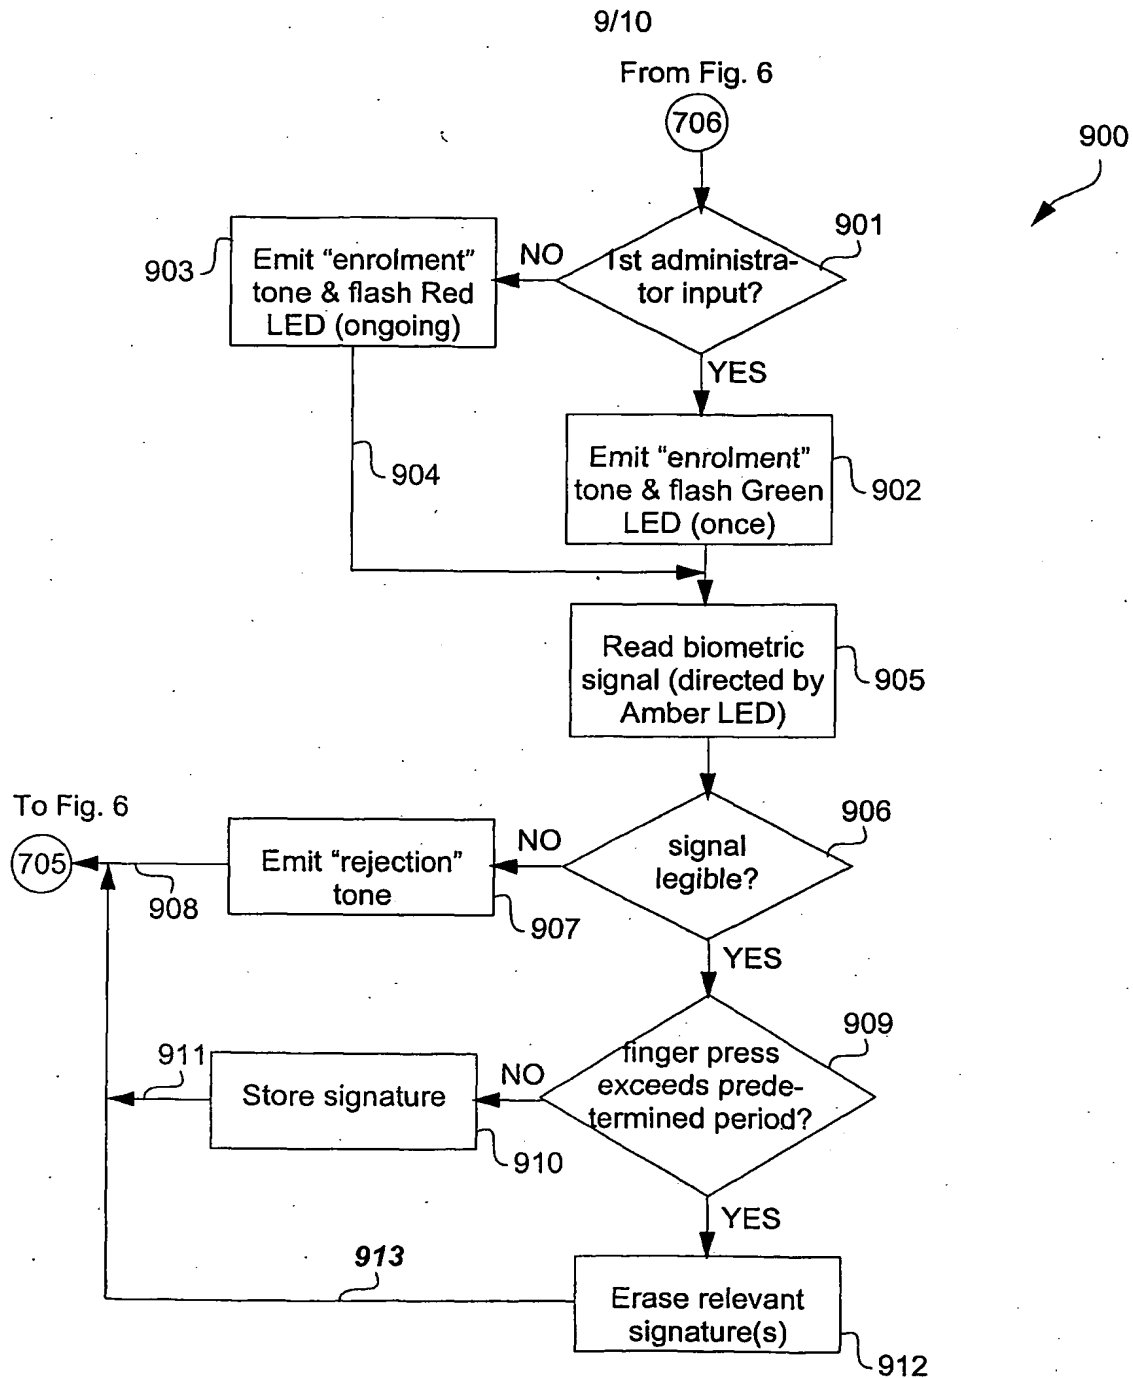 9/10
From Fig. 6
706
900
901
1st administra-
tor input?
NO
903
Emit “enrolment”
tone & flash Red
LED (ongoing)
YES
904
Emit “enrolment”
tone & flash Green
LED (once)
902
Read biometric
signal (directed by
Amber LED)
905
To Fig. 6
705
906
signal
legible?
NO
Emit “rejection”
tone
907
908
YES
909
finger press
exceeds prede-
termined period?
NO
911
Store signature
910
YES
913
Erase relevant
signature(s)
912